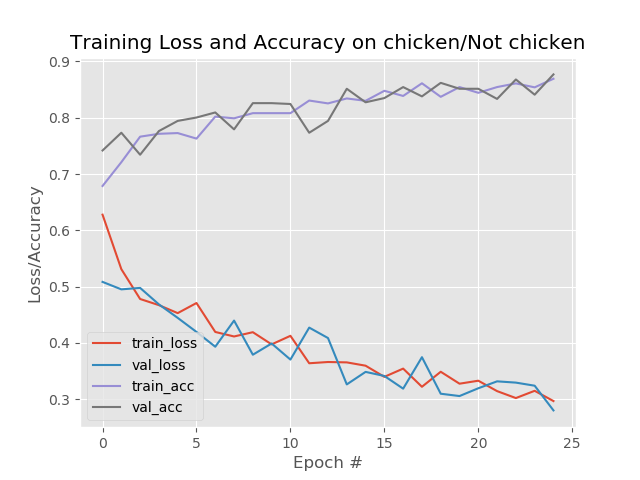 Training Loss and Accuracy on chicken/Not chicken
0.9
0.8
0.7
0.6
0.5
0.4
0.3
Loss/Accuracy
train_loss
val_loss
train_acc
val_acc
0 5 10 15 20 25
Epoch #